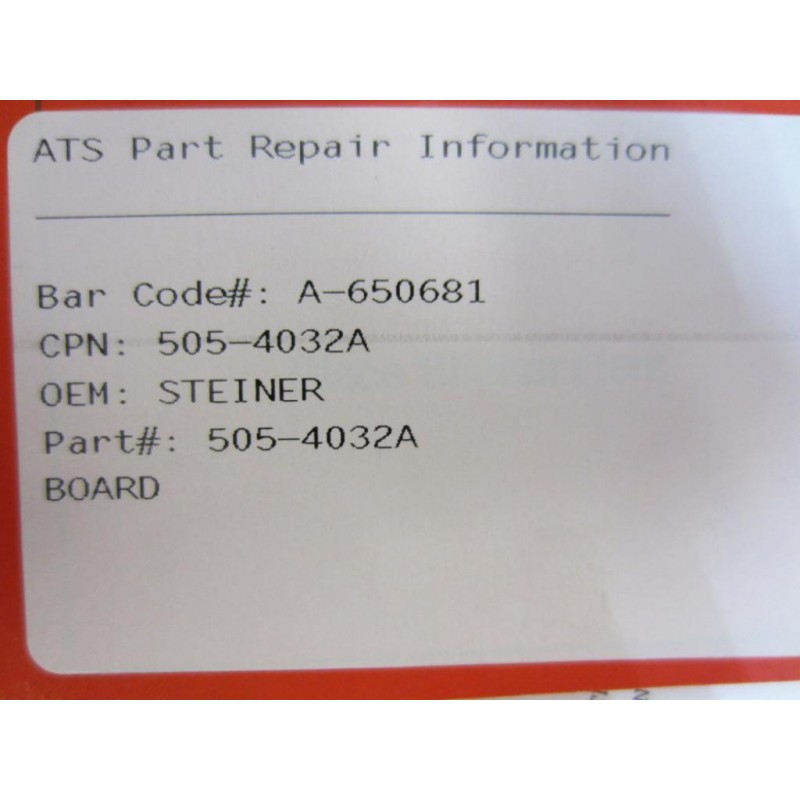 ATS Part Repair Information
Bar Code#: A-650681
CPN: 505-4032A
OEM: STEINER
Part#: 505-4032A
BOARD